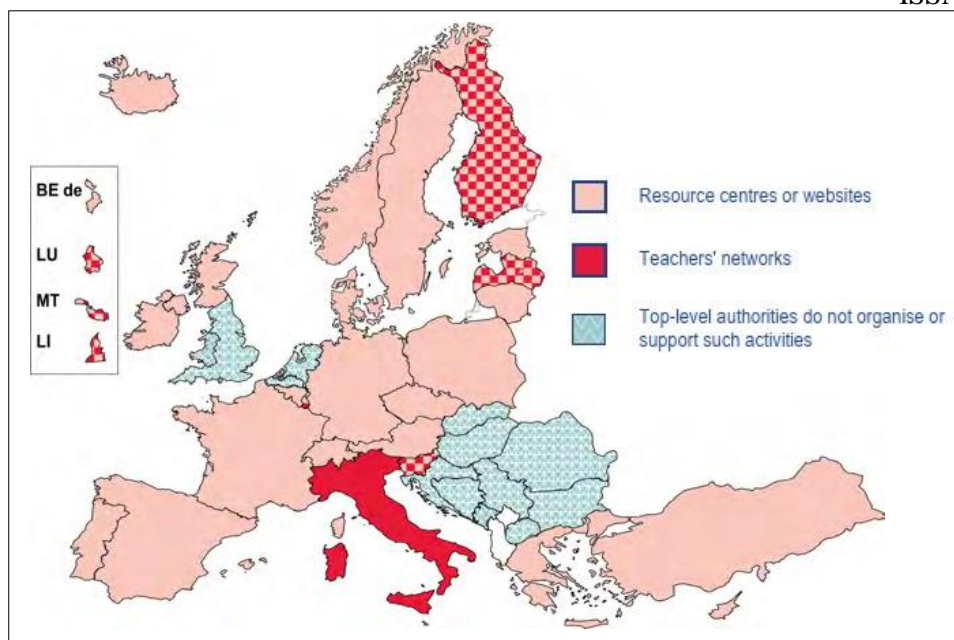 ISSN
BE de
LU
MT
LI
Resource centres or websites
Teachers' networks
Top-level authorities do not organise or
support such activities